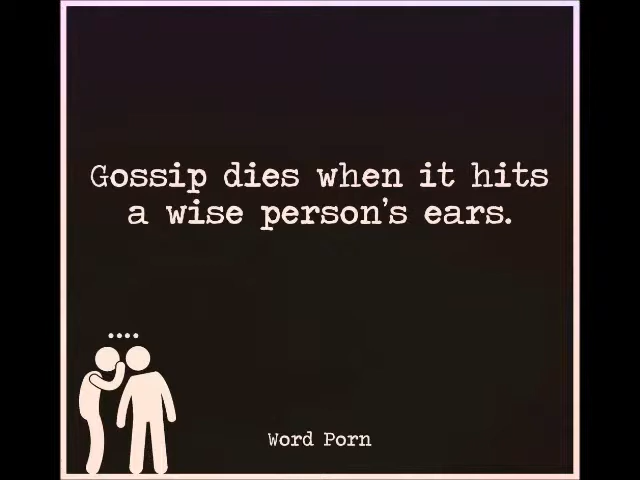 Gossip dies when it hits
a wise person's ears.
....
Word Porn